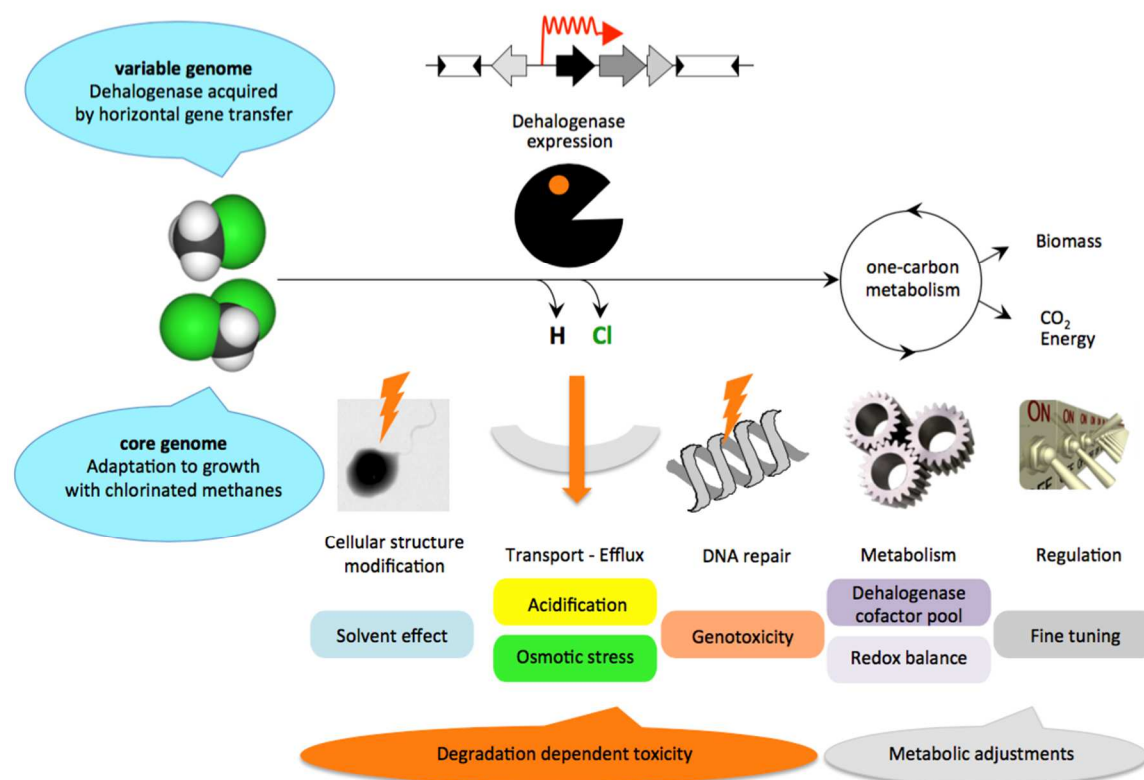 variable genome
Dehalogenase acquired
by horizontal gene transfer
Dehalogenase
expression
one-carbon
metabolism
Biomass
CO₂
Energy
H
Cl
core genome
Adaptation to growth
with chlorinated methanes
ON
ON
Cellular structure
modification
Transport - Efflux
DNA repair
Metabolism
Regulation
Solvent effect
Acidification
Osmotic stress
Genotoxicity
Dehalogenase
cofactor pool
Redox balance
Fine tuning
Degradation dependent toxicity
Metabolic adjustments